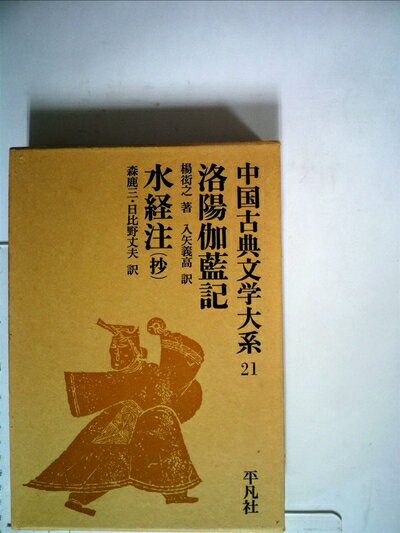 中国古典文学大系 21
洛陽伽藍記
楊衒之 著 入矢義高 訳
水経注（抄）
森鹿三・日比野丈夫 訳
平凡社